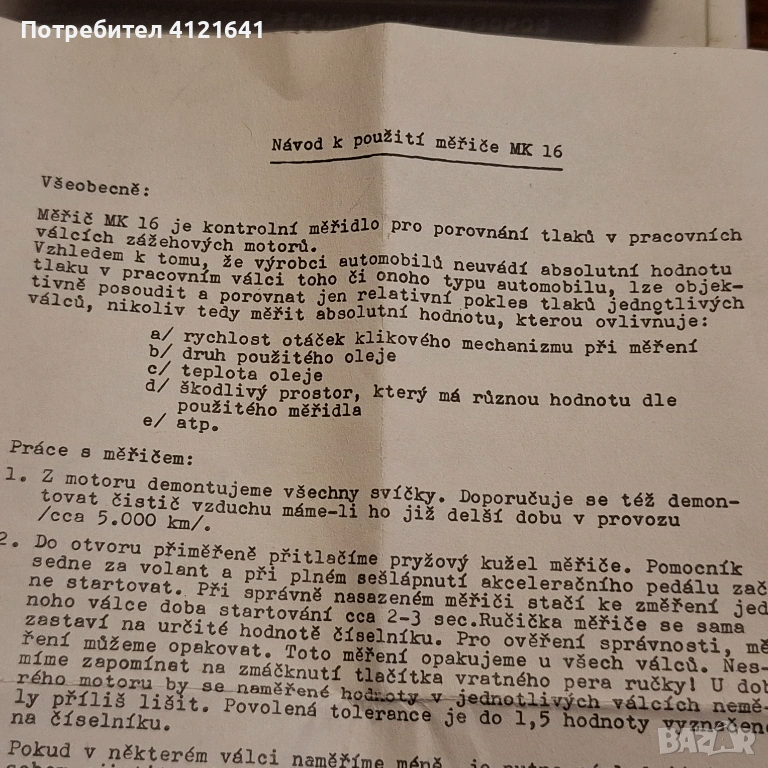 Потребител 4121641
Návod k použití měřiče MK 16
Všeobecně:
Měřič MK 16 je kontrolní měřidlo pro porovnání tlaků v pracovních
válcích zážehových motorů.
Vzhledem k tomu, že výrobci automobilů neuvádí absolutní hodnotu
tlaku v pracovním válci toho či onoho typu automobilu, lze objek-
tivně posoudit a porovnat jen relativní pokles tlaků jednotlivých
válců, nikoliv tedy měřit absolutní hodnotu, kterou ovlivňuje:
a/ rychlost otáček klikového mechanizmu při měření
b/ druh použitého oleje
c/ teplota oleje
d/ škodlivý prostor, který má různou hodnotu dle
použitého měřidla
e/ atp.
Práce s měřičem:
1. Z motoru demontujeme všechny svíčky. Doporučuje se též demon-
tovat čistič vzduchu máme-li ho již delší dobu v provozu
/cca 5.000 km/.
2. Do otvoru přiměřeně přitlačíme pryžový kužel měřiče. Pomocník
sedne za volant a při plném sešlápnutí akceleračního pedálu zač
ne startovat. Při správně nasazeném měřiči stačí ke změření jed
noho válce doba startování cca 2-3 sec.Ručička měřiče se sama
zastaví na určité hodnotě číselníku. Pro ověření správnosti, mě
ření můžeme opakovat. Toto měření opakujeme u všech válců. Nes-
míme zapomínat na zmáčknutí tlačítka vratného pera ručky! U dob
rého motoru by se naměřené hodnoty v jednotlivých válcích nemě-
ly příliš lišit. Povolená tolerance je do 1,5 hodnoty vyznačené
na číselníku.
Pokud v některém válci naměříme méně, je nutno
BAZAR